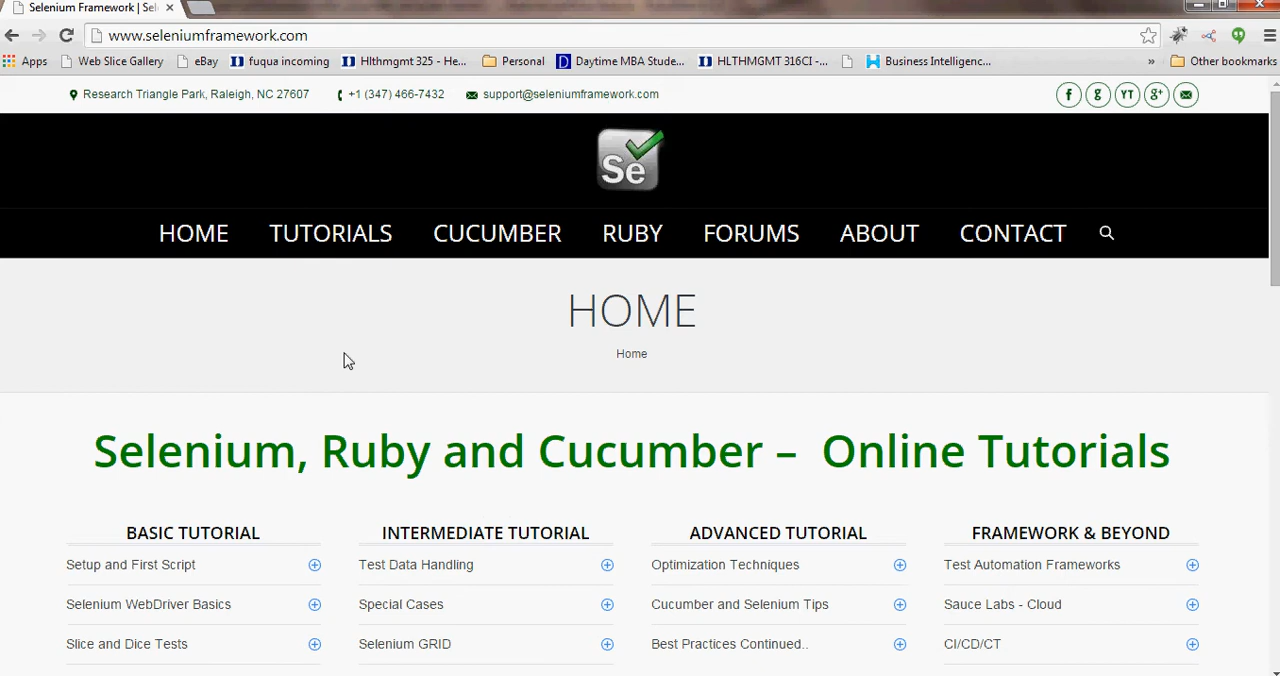 Selenium Framework | Sel
www.seleniumframework.com
Apps Web Slice Gallery eBay fuqua incoming Hlthmgmt 325 - He... Personal Daytime MBA Stude... HLTHMGMT 316CI -... Business Intelligenc... » Other bookmarks
Research Triangle Park, Raleigh, NC 27607 +1 (347) 466-7432 support@seleniumframework.com f g YT g+
Se
HOME TUTORIALS CUCUMBER RUBY FORUMS ABOUT CONTACT
HOME
Home
Selenium, Ruby and Cucumber – Online Tutorials
BASIC TUTORIAL INTERMEDIATE TUTORIAL ADVANCED TUTORIAL FRAMEWORK & BEYOND
Setup and First Script Test Data Handling Optimization Techniques Test Automation Frameworks
Selenium WebDriver Basics Special Cases Cucumber and Selenium Tips Sauce Labs - Cloud
Slice and Dice Tests Selenium GRID Best Practices Continued.. CI/CD/CT